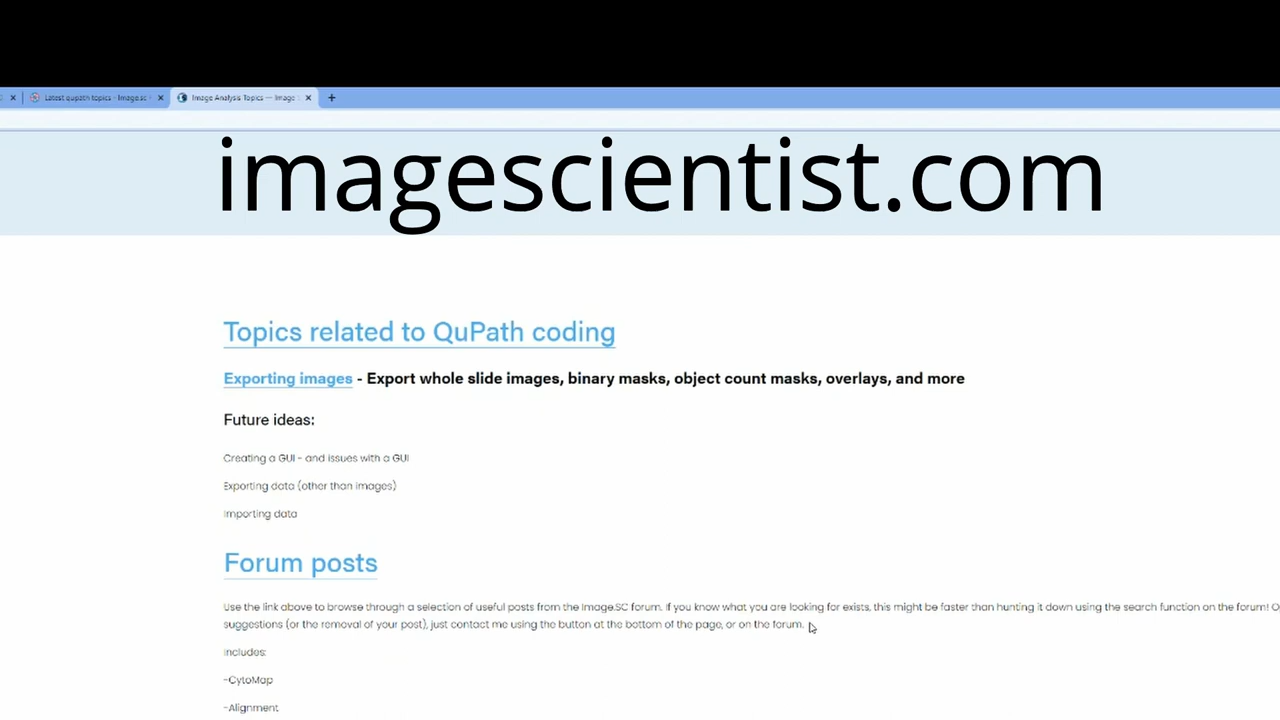 Latest qupath topics - Image.sc
Image Analysis Topics — Image
imagescientist.com
Topics related to QuPath coding
Exporting images - Export whole slide images, binary masks, object count masks, overlays, and more
Future ideas:
Creating a GUI - and issues with a GUI
Exporting data (other than images)
Importing data
Forum posts
Use the link above to browse through a selection of useful posts from the Image.SC forum. If you know what you are looking for exists, this might be faster than hunting it down using the search function on the forum!
suggestions (or the removal of your post), just contact me using the button at the bottom of the page, or on the forum.
Includes:
-CytoMap
-Alignment